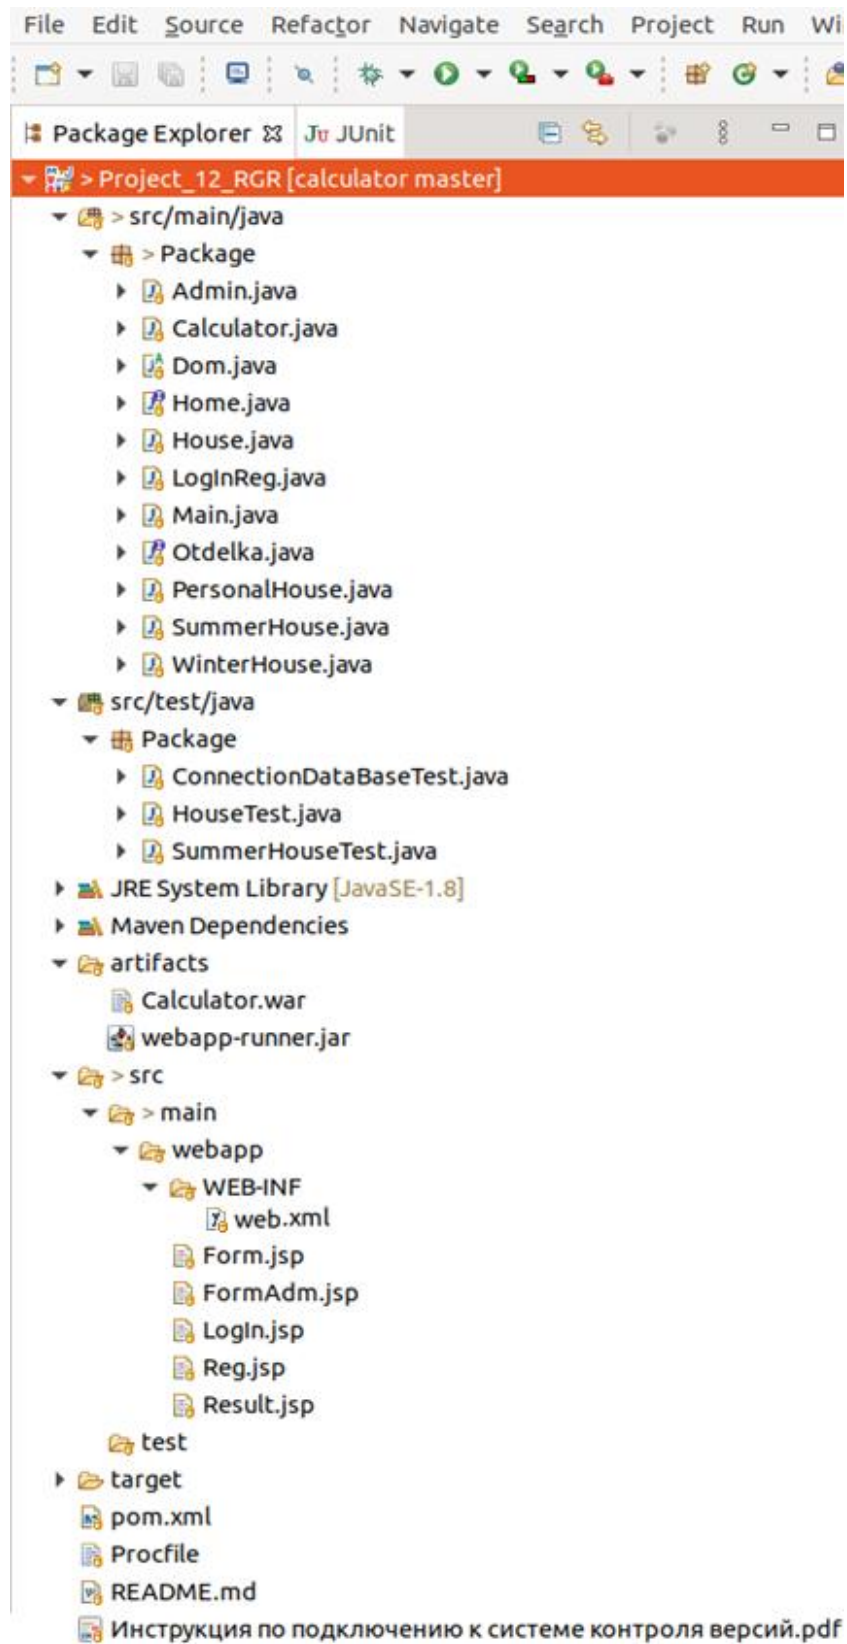 File Edit Source Refactor Navigate Search Project Run Wi
Package Explorer JUnit
> Project_12_RGR [calculator master]
> src/main/java
> Package
Admin.java
Calculator.java
Dom.java
Home.java
House.java
LogInReg.java
Main.java
Otdelka.java
PersonalHouse.java
SummerHouse.java
WinterHouse.java
src/test/java
Package
ConnectionDataBaseTest.java
HouseTest.java
SummerHouseTest.java
JRE System Library [JavaSE-1.8]
Maven Dependencies
artifacts
Calculator.war
webapp-runner.jar
> src
> main
webapp
WEB-INF
web.xml
Form.jsp
FormAdm.jsp
LogIn.jsp
Reg.jsp
Result.jsp
test
target
pom.xml
Procfile
README.md
Инструкция по подключению к системе контроля версий.pdf